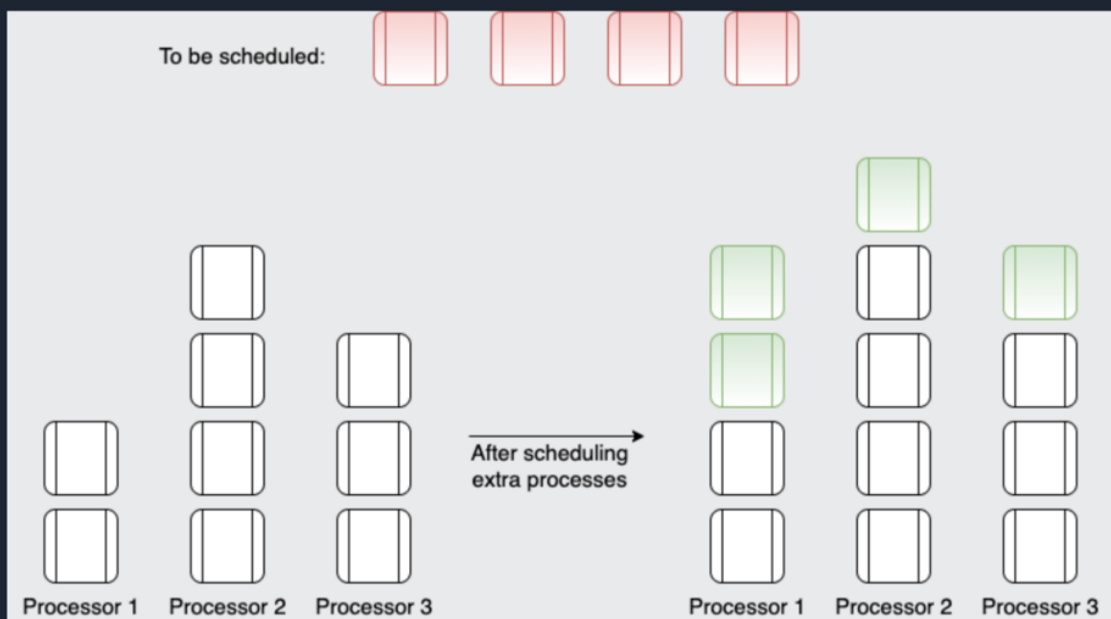 To be scheduled:
After scheduling
extra processes
Processor 1 Processor 2 Processor 3 Processor 1 Processor 2 Processor 3